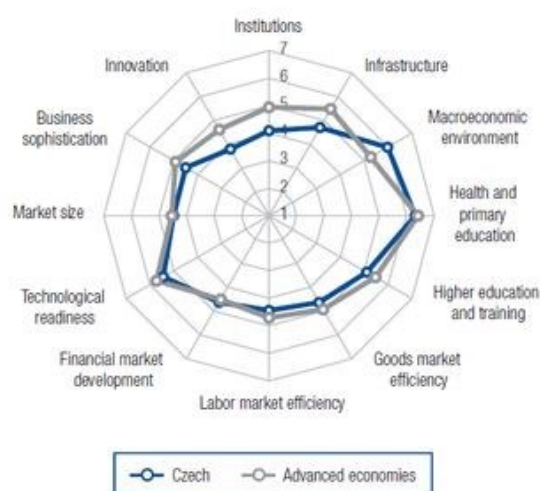 Institutions
7
6
5
3
2
1
Infrastructure
Macroeconomic
environment
Health and
primary
education
Higher education
and training
Goods market
efficiency
Labor market efficiency
Financial market
development
Technological
readiness
Market size
Business
sophistication
Innovation
Czech
Advanced economies